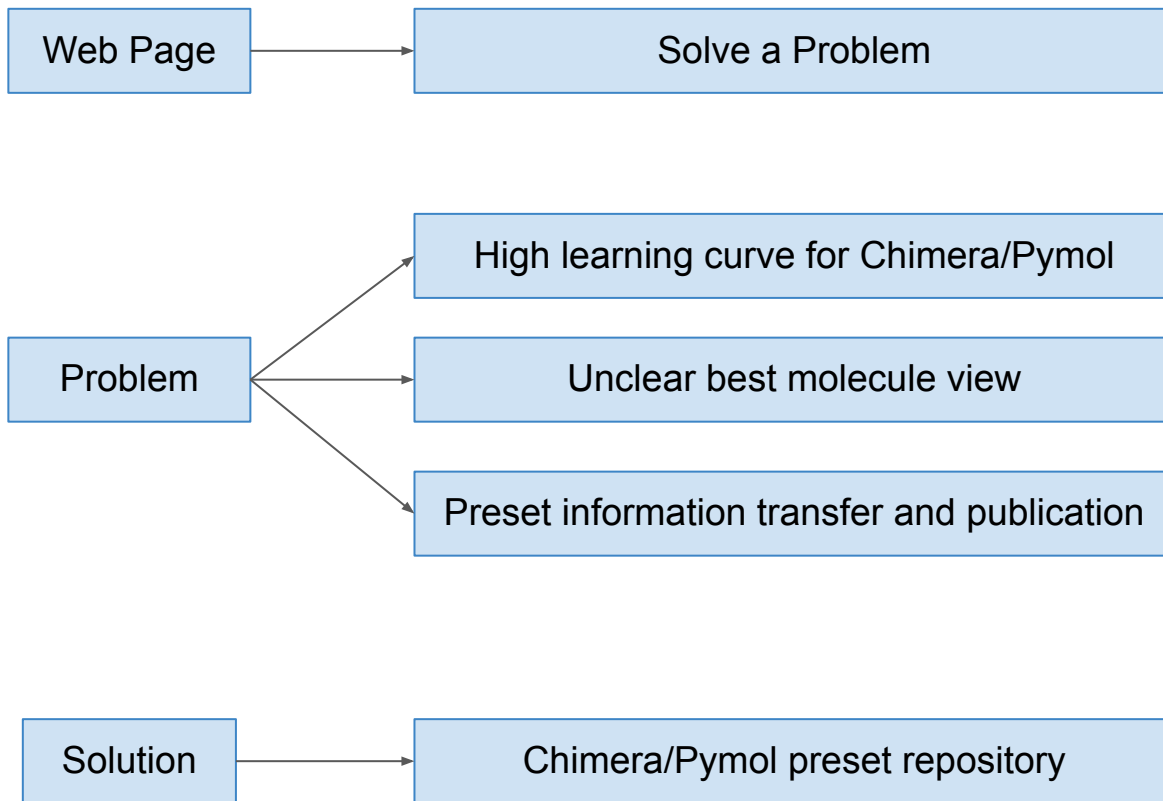 Web Page
Solve a Problem
High learning curve for Chimera/Pymol
Problem
Unclear best molecule view
Preset information transfer and publication
Solution
Chimera/Pymol preset repository